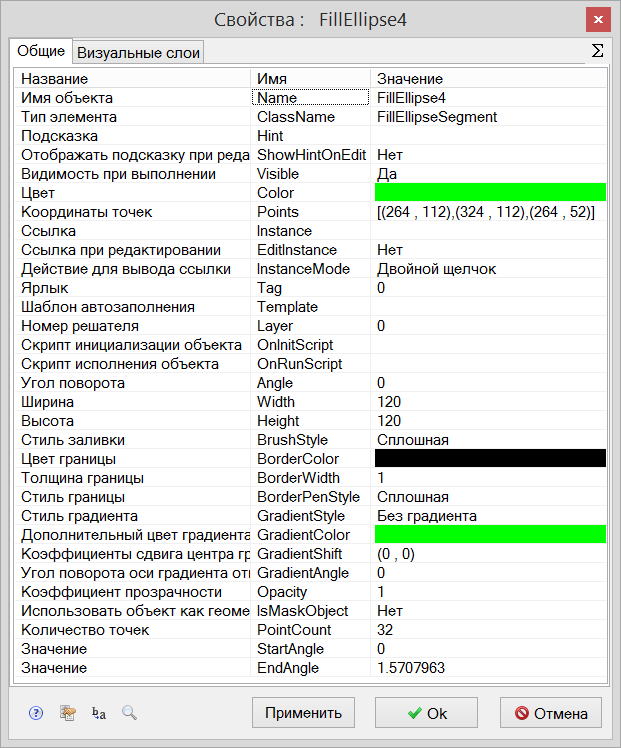 Свойства : FillEllipse4
Общие Визуальные слои Σ
Название Имя Значение
Имя объекта Name FillEllipse4
Тип элемента ClassName FillEllipseSegment
Подсказка Hint
Отображать подсказку при реда ShowHintOnEdit Нет
Видимость при выполнении Visible Да
Цвет Color
Координаты точек Points [(264 , 112),(324 , 112),(264 , 52)]
Ссылка Instance
Ссылка при редактировании EditInstance Нет
Действие для вывода ссылки InstanceMode Двойной щелчок
Ярлык Tag 0
Шаблон автозаполнения Template
Номер решателя Layer 0
Скрипт инициализации объекта OnInitScript
Скрипт исполнения объекта OnRunScript
Угол поворота Angle 0
Ширина Width 120
Высота Height 120
Стиль заливки BrushStyle Сплошная
Цвет границы BorderColor
Толщина границы BorderWidth 1
Стиль границы BorderPenStyle Сплошная
Стиль градиента GradientStyle Без градиента
Дополнительный цвет градиента GradientColor
Коэффициенты сдвига центра гр GradientShift (0 , 0)
Угол поворота оси градиента от GradientAngle 0
Коэффициент прозрачности Opacity 1
Использовать объект как геоме IsMaskObject Нет
Количество точек PointCount 32
Значение StartAngle 0
Значение EndAngle 1.5707963
Применить Ok Отмена